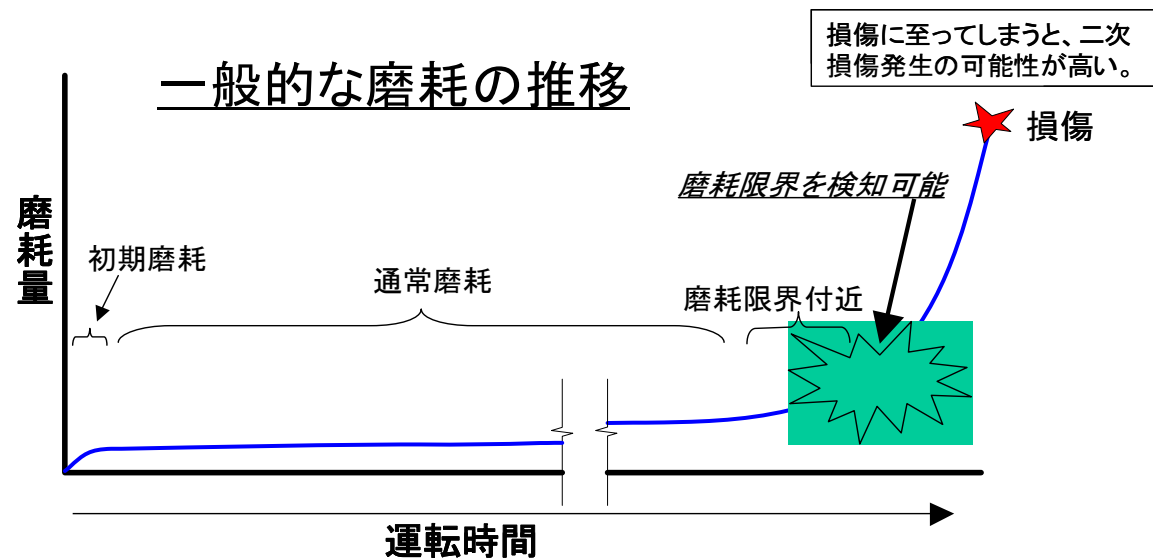 損傷に至ってしまうと、二次
損傷発生の可能性が高い。
一般的な磨耗の推移
損傷
磨耗限界を検知可能
磨耗量
初期磨耗
通常磨耗
磨耗限界付近
運転時間